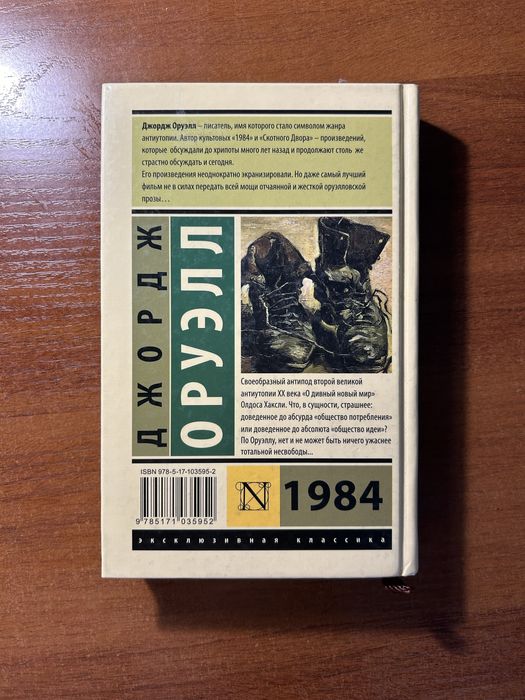 Джордж Оруэлл – писатель, имя которого стало символом жанра
антиутопии. Автор культовых «1984» и «Скотного Двора» – произведений,
которые обсуждали до хрипоты много лет назад и продолжают столь же
страстно обсуждать и сегодня.
Его произведения неоднократно экранизировали. Но даже самый лучший
фильм не в силах передать всей мощи отчаянной и жесткой оруэлловской
прозы…
ДЖОРДЖ
ОРУЭЛЛ
Своеобразный антипод второй великой
антиутопии XX века «О дивный новый мир»
Олдоса Хаксли. Что, в сущности, страшнее:
доведенное до абсурда «общество потребления»
или доведенное до абсолюта «общество идеи»?
По Оруэллу, нет и не может быть ничего ужаснее
тотальной несвободы...
ISBN 978-5-17-103595-2
9 785171 035952
N
1984
эксклюзивная классика